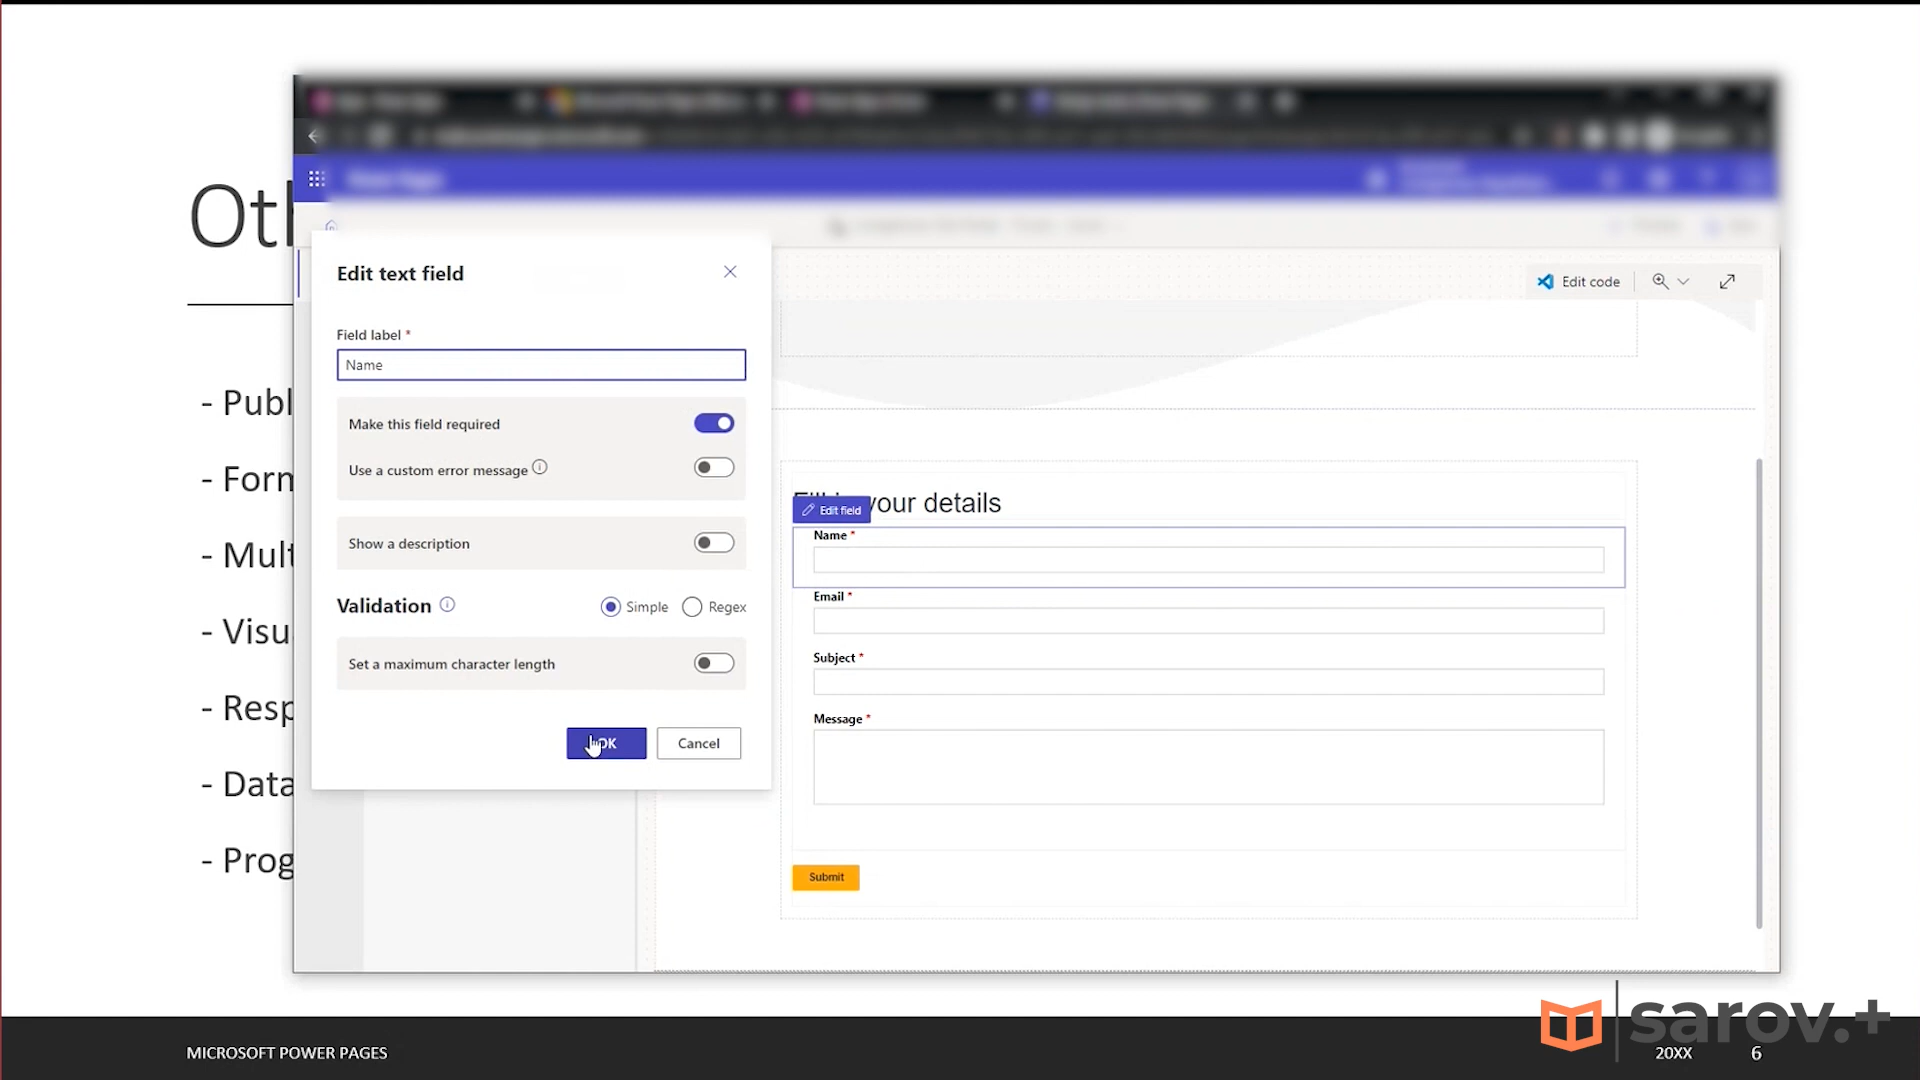 Oth
- Publ
- Form
- Mult
- Visu
- Resp
- Data
- Prog
Edit text field
Field label *
Name
Make this field required
Use a custom error message
Show a description
Validation
Simple
Regex
Set a maximum character length
OK
Cancel
Edit code
your details
Edit field
Name *
Email *
Subject *
Message *
Submit
MICROSOFT POWER PAGES
sarov.+
20XX
6